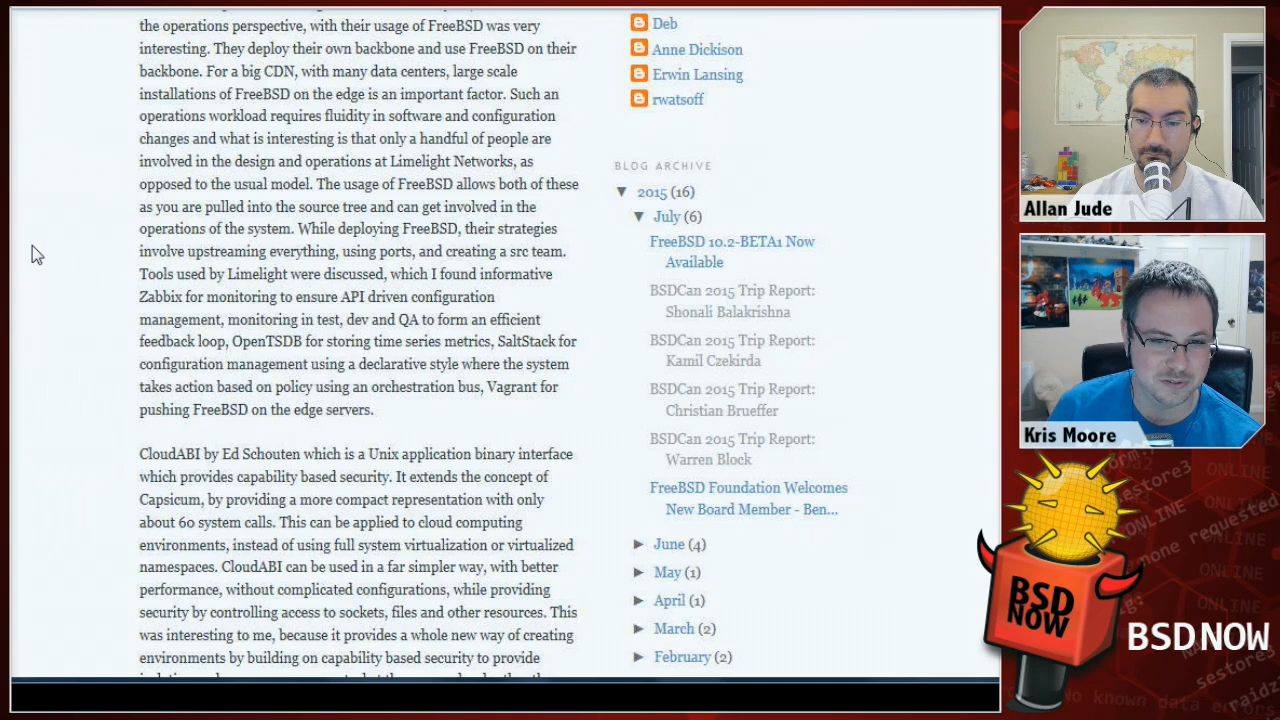 the operations perspective, with their usage of FreeBSD was very
interesting. They deploy their own backbone and use FreeBSD on their
backbone. For a big CDN, with many data centers, large scale
installations of FreeBSD on the edge is an important factor. Such an
operations workload requires fluidity in software and configuration
changes and what is interesting is that only a handful of people are
involved in the design and operations at Limelight Networks, as
opposed to the usual model. The usage of FreeBSD allows both of these
as you are pulled into the source tree and can get involved in the
operations of the system. While deploying FreeBSD, their strategies
involve upstreaming everything, using ports, and creating a src team.
Tools used by Limelight were discussed, which I found informative
Zabbix for monitoring to ensure API driven configuration
management, monitoring in test, dev and QA to form an efficient
feedback loop, OpenTSDB for storing time series metrics, SaltStack for
configuration management using a declarative style where the system
takes action based on policy using an orchestration bus, Vagrant for
pushing FreeBSD on the edge servers.
CloudABI by Ed Schouten which is a Unix application binary interface
which provides capability based security. It extends the concept of
Capsicum, by providing a more compact representation with only
about 60 system calls. This can be applied to cloud computing
environments, instead of using full system virtualization or virtualized
namespaces. CloudABI can be used in a far simpler way, with better
performance, without complicated configurations, while providing
security by controlling access to sockets, files and other resources. This
was interesting to me, because it provides a whole new way of creating
environments by building on capability based security to provide
Deb
Anne Dickison
Erwin Lansing
rwatsoff
BLOG ARCHIVE
▼ 2015 (16)
▼ July (6)
FreeBSD 10.2-BETA1 Now
Available
BSDCan 2015 Trip Report:
Shonali Balakrishna
BSDCan 2015 Trip Report:
Kamil Czekirda
BSDCan 2015 Trip Report:
Christian Brueffer
BSDCan 2015 Trip Report:
Warren Block
FreeBSD Foundation Welcomes
New Board Member - Ben...
► June (4)
► May (1)
► April (1)
► March (2)
► February (2)
Allan Jude
Kris Moore
BSD
NOW
BSD NOW
ONLINE
ONLINE
none requested
ONLINE
ONLINE
No known data